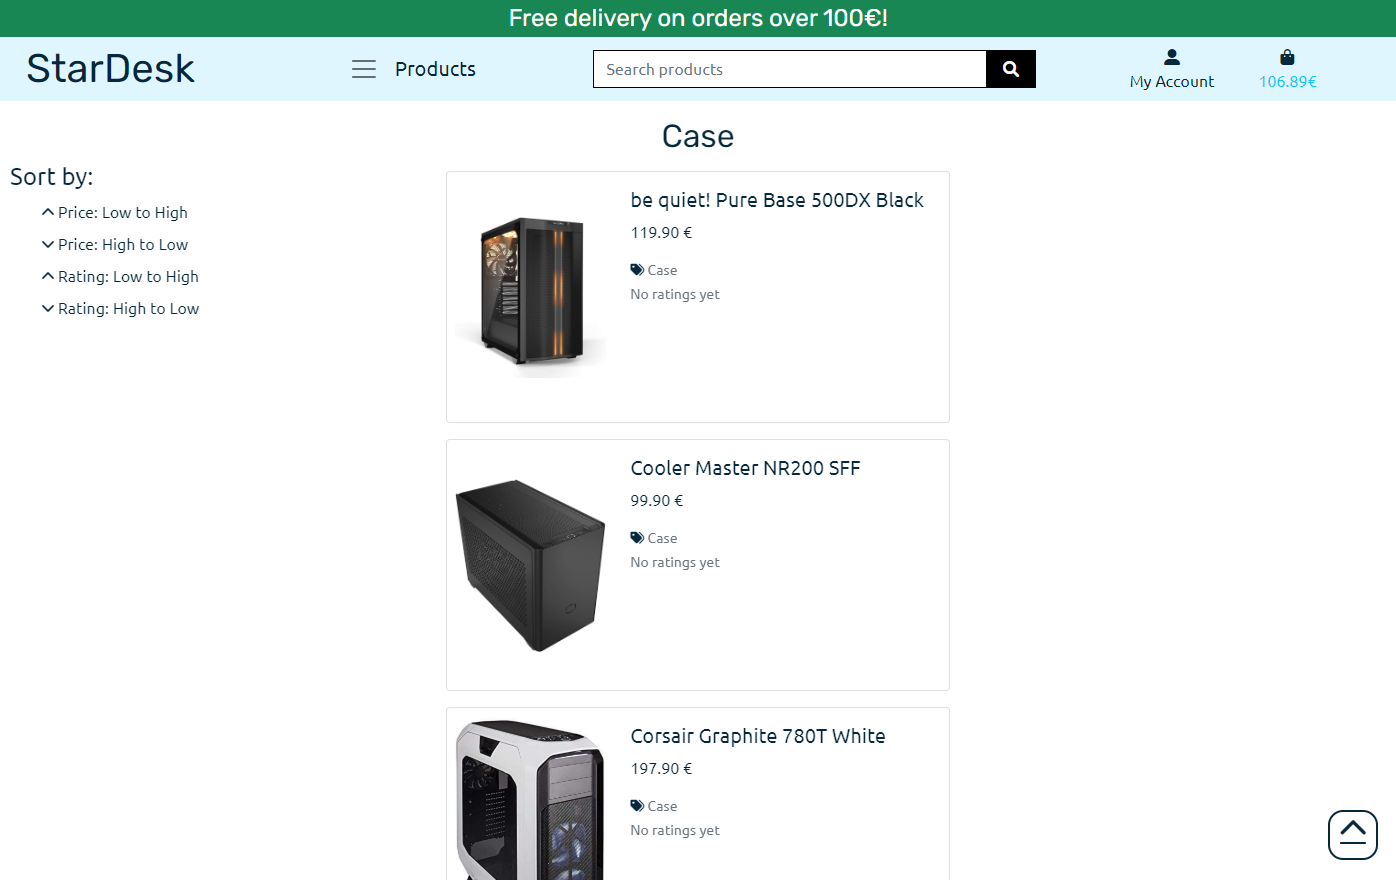 Free delivery on orders over 100€!
StarDesk
Products
Search products
My Account
106.89€
Case
Sort by:
Price: Low to High
Price: High to Low
Rating: Low to High
Rating: High to Low
be quiet! Pure Base 500DX Black
119.90 €
Case
No ratings yet
Cooler Master NR200 SFF
99.90 €
Case
No ratings yet
Corsair Graphite 780T White
197.90 €
Case
No ratings yet